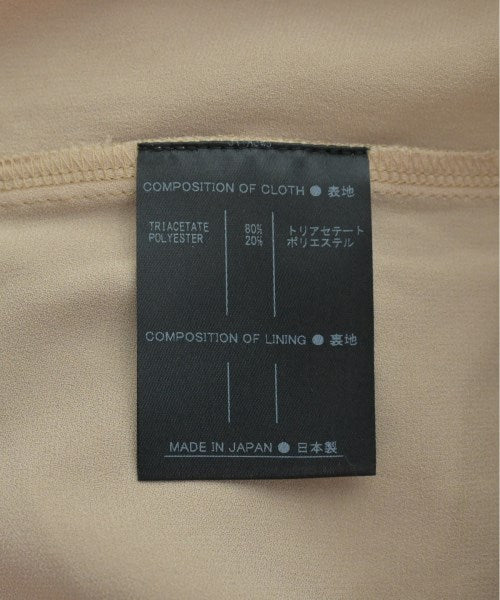 COMPOSITION OF CLOTH ● 表地
TRIACETATE 80% トリアセテート
POLYESTER 20% ポリエステル
COMPOSITION OF LINING ● 裏地
MADE IN JAPAN ● 日本製